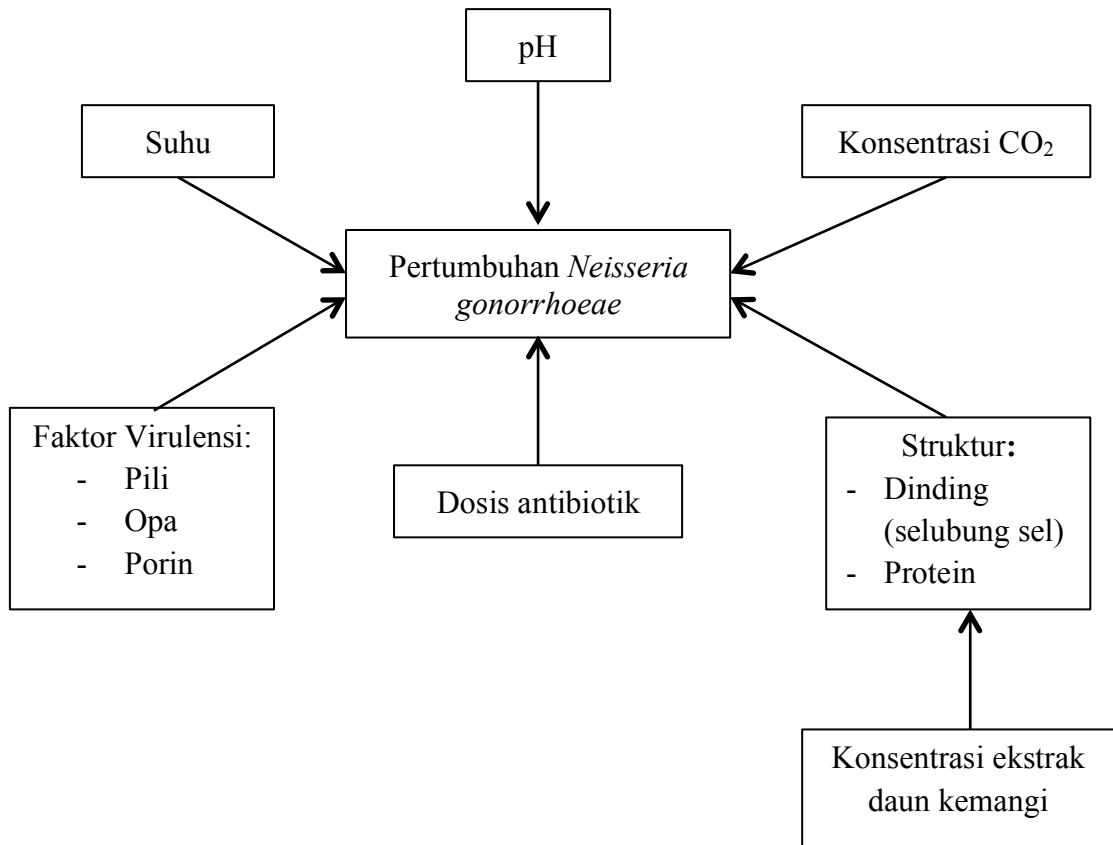 pH
Suhu
Konsentrasi CO₂
Pertumbuhan Neisseria
gonorrhoeae
Faktor Virulensi:
- Pili
- Opa
- Porin
Dosis antibiotik
Struktur:
- Dinding
(selubung sel)
- Protein
Konsentrasi ekstrak
daun kemangi